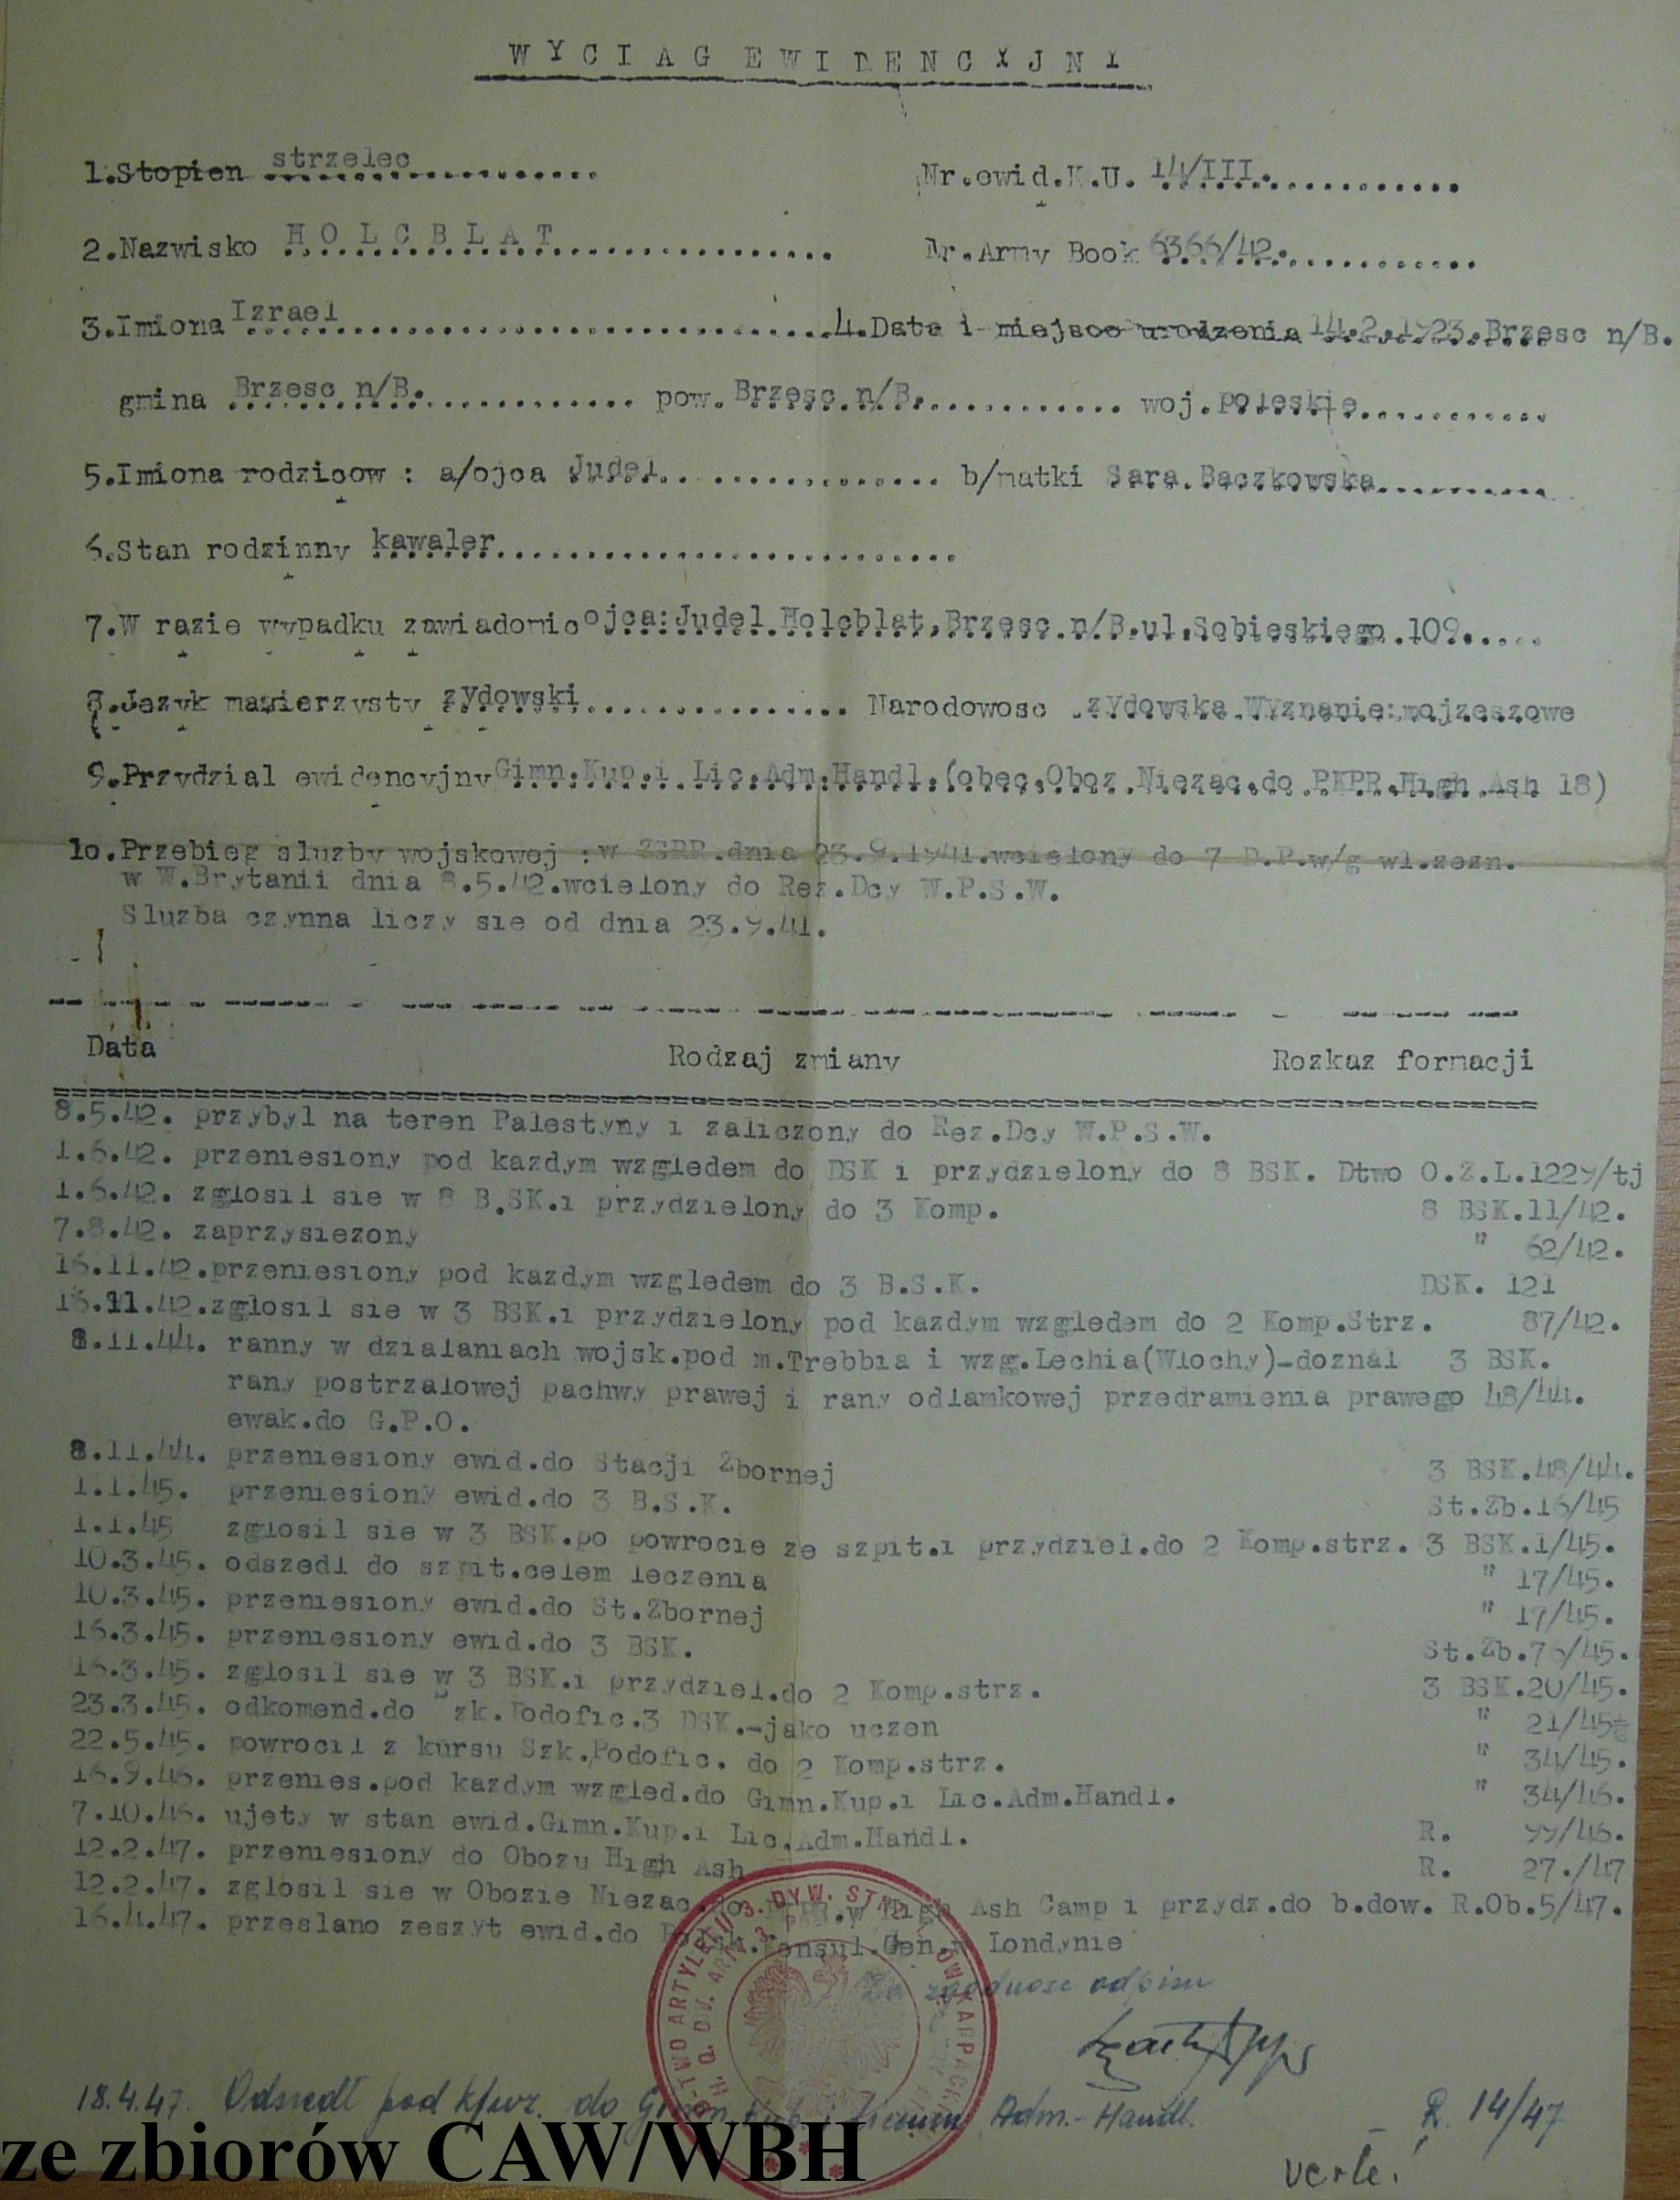 WYCIAG EWIDENCYJNY
1.Stopien strzelec Nr.ewid.K.U. 14/III.
2.Nazwisko HOLCBLAT Nr.Army Book 6366/42.
3.Imiona Izrael 4.Data i miejsce urodzenia 14.2.1923.Brzesc n/B.
gmina Brzesc n/B. pow. Brzesc n/B. woj. poleskie
5.Imiona rodzicow : a/ojca Judel b/matki Sara Baczkowska
6.Stan rodzinny kawaler
7.W razie wypadku zawiadomic ojca:Judel Holcblat,Brzesc n/B.ul.Sobieskiego 109
8.Jezyk macierzysty zydowski Narodowosc zydowska Wyznanie:mojzeszowe
9.Przydzial ewidencyjny Gimn.Kup.i Lic.Adm.Handl.(obec.Oboz Niezac.do PKPR.High Ash 18)
10.Przebieg sluzby wojskowej :w ZSRR.dnia 23.9.1941.wcielony do 7 D.P.w/g wl.zezn.
w W.Brytanii dnia 8.5.42.wcielony do Rez.Dcy W.P.S.W.
Sluzba czynna liczy sie od dnia 23.9.41.
Data Rodzaj zmiany Rozkaz formacji
8.5.42. przybyl na teren Palestyny i zaliczony do Rez.Dcy W.P.S.W.
1.6.42. przeniesiony pod kazdym wzgledem do DSK i przydzielony do 8 BSK. Dtwo O.Z.L.1229/tj
1.6.42. zglosil sie w 8 B.SK.i przydzielony do 3 Komp. 8 BSK.11/42.
7.8.42. zaprzysiezony " 62/42.
16.11.42.przeniesiony pod kazdym wzgledem do 3 B.S.K. DSK. 121
16.11.42.zglosil sie w 3 BSK.i przydzielony pod kazdym wzgledem do 2 Komp.Strz. 87/42.
8.11.44. ranny w dzialaniach wojsk.pod m.Trebbia i wzg.Lechia(Wlochy)-doznal 3 BSK.
rany postrzalowej pachwy prawej i rany odlamkowej przedramienia prawego 48/44.
ewak.do G.P.O.
8.11.44. przeniesiony ewid.do Stacji Zbornej 3 BSK.48/44.
1.1.45. przeniesiony ewid.do 3 B.S.K. St.Zb.16/45
1.1.45 zglosil sie w 3 BSK.po powrocie ze szpit.i przydziel.do 2 Komp.strz. 3 BSK.1/45.
10.3.45. odszedl do szpit.celem leczenia " 17/45.
10.3.45. przeniesiony ewid.do St.Zbornej " 17/45.
16.3.45. przeniesiony ewid.do 3 BSK. St.Zb.76/45.
16.3.45. zglosil sie w 3 BSK.i przydziel.do 2 Komp.strz. 3 BSK.20/45.
23.3.45. odkomend.do Szk.Podofic.3 DSK.-jako uczen " 21/45
22.5.45. powrocil z kursu Szk.Podofic. do 2 Komp.strz. " 34/45.
16.9.46. przenies.pod kazdym wzgled.do Gimn.Kup.i Lic.Adm.Handl. " 34/46.
7.10.46. ujety w stan ewid.Gimn.Kup.i Lic.Adm.Handl. R. 99/46.
12.2.47. przeniesiony do Obozu High Ash R. 27./47
12.2.47. zglosil sie w Obozie Niezac.do PKPR.w High Ash Camp i przydz.do b.dow. R.Ob.5/47.
16.4.47. przeslano zeszyt ewid.do Polsk.Konsul.Gen.w Londynie
Za zgodnosc odpisu
18.4.47. Odszedl pod k/wz. do Gimn Kup i Liceum Adm.-Handl. R. 14/47
verte!
ze zbiorów CAW/WBH